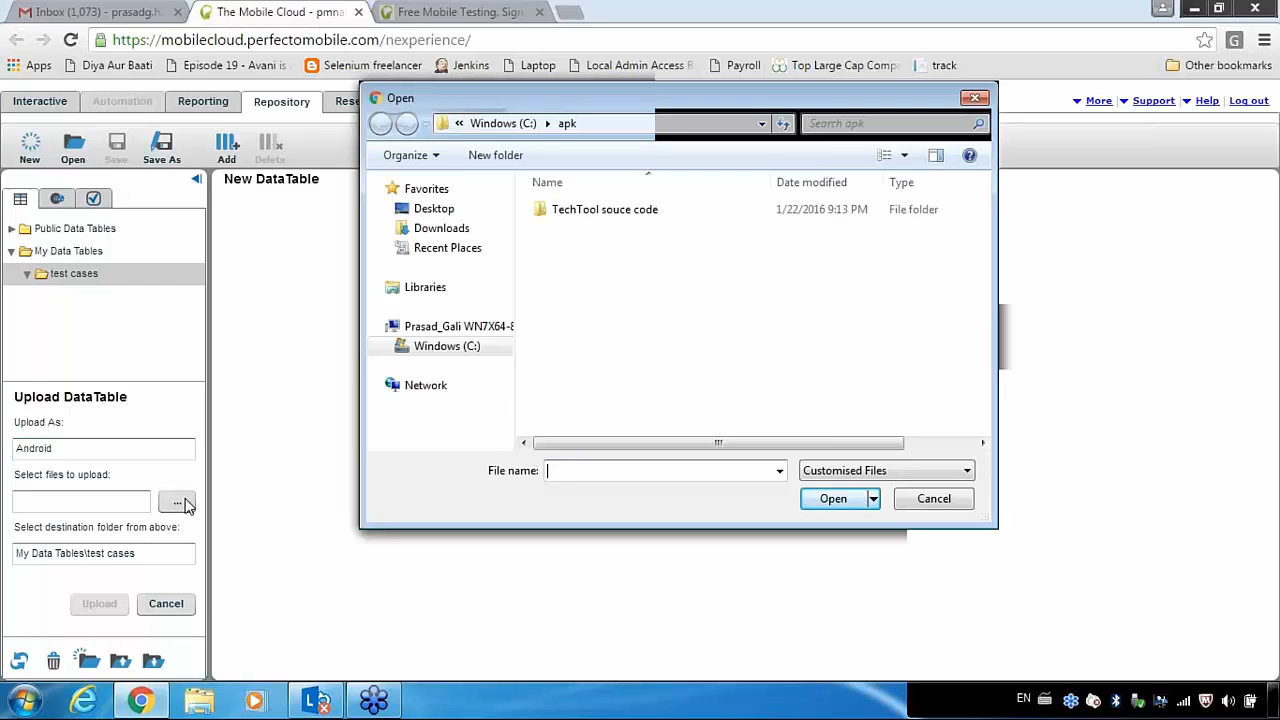 Inbox (1,073) - prasadg.h
The Mobile Cloud - pmna
Free Mobile Testing. Sign
https://mobilecloud.perfectomobile.com/nexperience/
Apps
Diya Aur Baati
Episode 19 - Avani is
Selenium freelancer
Jenkins
Laptop
Local Admin Access R
Payroll
Top Large Cap Comp
track
Other bookmarks
Interactive
Automation
Reporting
Repository
Rese
More
Support
Help
Log out
New
Open
Save
Save As
Add
Delete
New DataTable
Public Data Tables
My Data Tables
test cases
Upload DataTable
Upload As:
Android
Select files to upload:
...
Select destination folder from above:
My Data Tables\test cases
Upload
Cancel
Open
« Windows (C:) apk
Search apk
Organize
New folder
Favorites
Desktop
Downloads
Recent Places
Libraries
Prasad_Gali WN7X64-8
Windows (C:)
Network
Name
Date modified
Type
TechTool souce code
1/22/2016 9:13 PM
File folder
File name:
Customised Files
Open
Cancel
EN